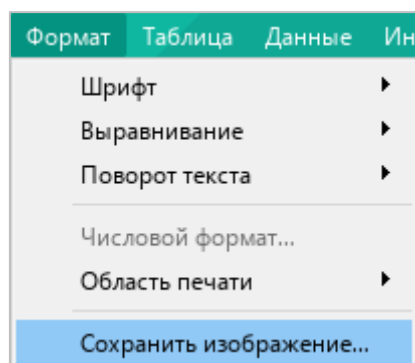 Формат Таблица Данные Ин
Шрифт
Выравнивание
Поворот текста
Числовой формат...
Область печати
Сохранить изображение...